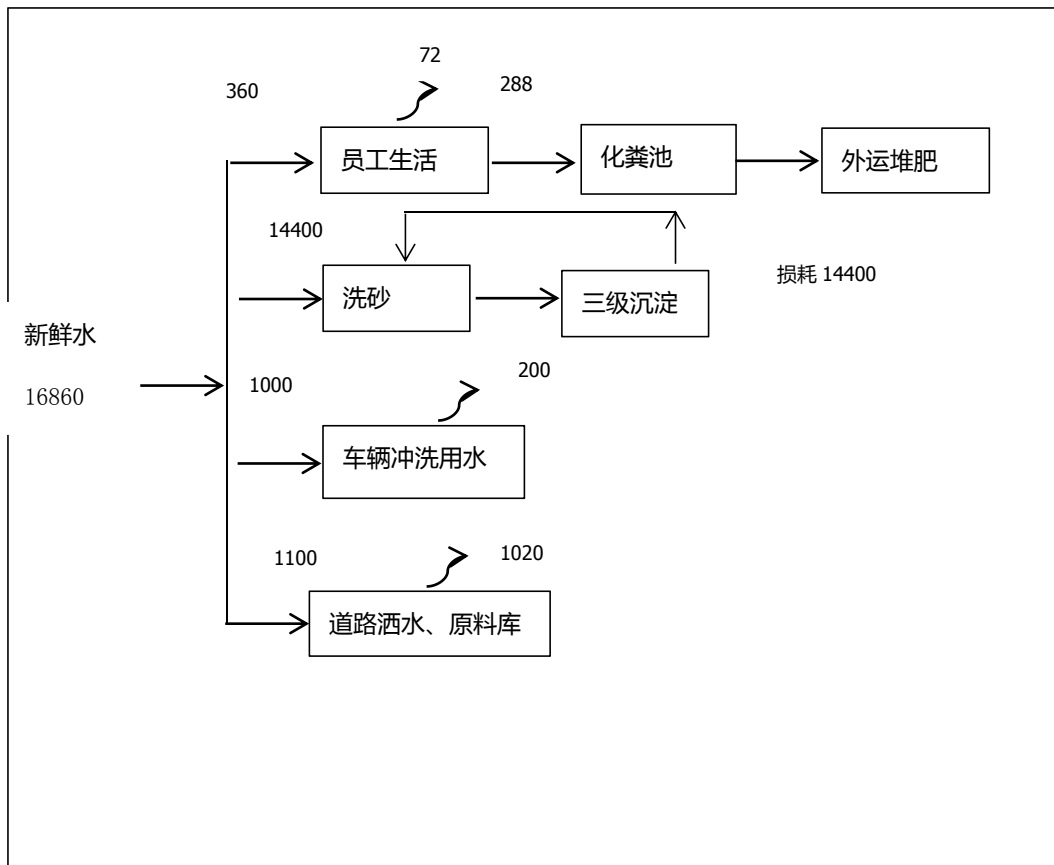 72
360
288
员工生活
化粪池
外运堆肥
14400
洗砂
三级沉淀
损耗 14400
新鲜水
16860
1000
200
车辆冲洗用水
1100
1020
道路洒水、原料库